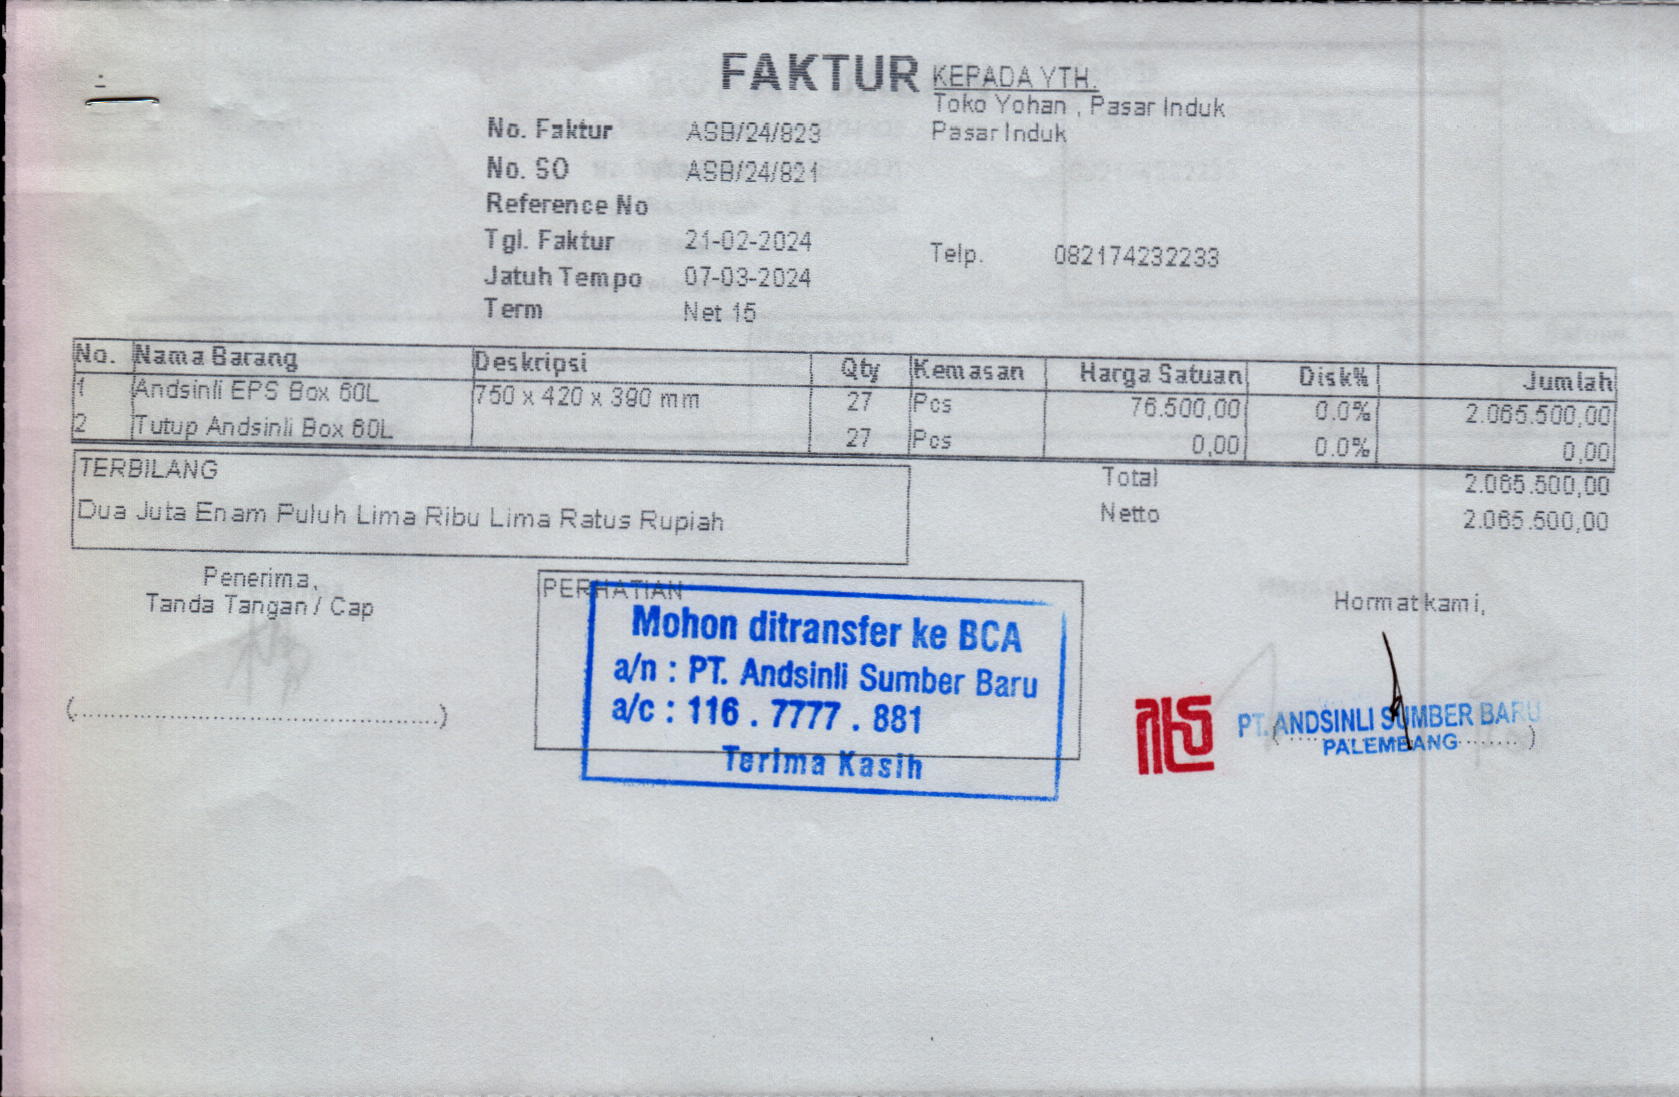 FAKTUR
KEPADA YTH.
Toko Yohan , Pasar Induk
Pasar Induk
No. Faktur ASB/24/823
No. SO ASB/24/821
Reference No
Tgl. Faktur 21-02-2024
Telp. 082174232233
Jatuh Tempo 07-03-2024
Term Net 15
No. Nama Barang Deskripsi Qty Kemasan Harga Satuan Disk% Jumlah
1 Andsinli EPS Box 60L 750 x 420 x 390 mm 27 Pcs 76.500,00 0.0% 2.065.500,00
2 Tutup Andsinli Box 60L 27 Pcs 0,00 0.0% 0,00
TERBILANG
Dua Juta Enam Puluh Lima Ribu Lima Ratus Rupiah
Total 2.065.500,00
Netto 2.065.500,00
Penerima,
Tanda Tangan / Cap
(........................................)
PERHATIAN
Mohon ditransfer ke BCA
a/n : PT. Andsinli Sumber Baru
a/c : 116 . 7777 . 881
Terima Kasih
Hormat kami,
PT. ANDSINLI SUMBER BARU
PALEMBANG